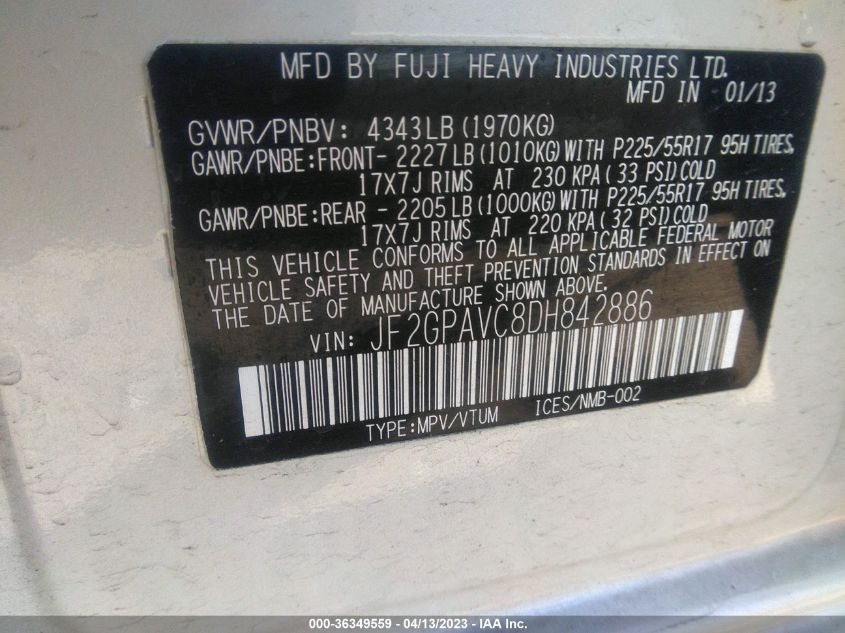 MFD BY FUJI HEAVY INDUSTRIES LTD.
MFD IN 01/13
GVWR/PNBV: 4343LB(1970KG)
GAWR/PNBE:FRONT- 2227LB(1010KG)WITH P225/55R17 95H TIRES,
17X7J RIMS AT 230 KPA(33 PSI)COLD
GAWR/PNBE:REAR - 2205LB(1000KG)WITH P225/55R17 95H TIRES,
17X7J RIMS AT 220 KPA(32 PSI)COLD
THIS VEHICLE CONFORMS TO ALL APPLICABLE FEDERAL MOTOR
VEHICLE SAFETY AND THEFT PREVENTION STANDARDS IN EFFECT ON
THE DATE OF MANUFACTURE SHOWN ABOVE.
VIN: JF2GPAVC8DH842886
TYPE:MPV/VTUM ICES/NMB-002
000-36349559 - 04/13/2023 - IAA Inc.